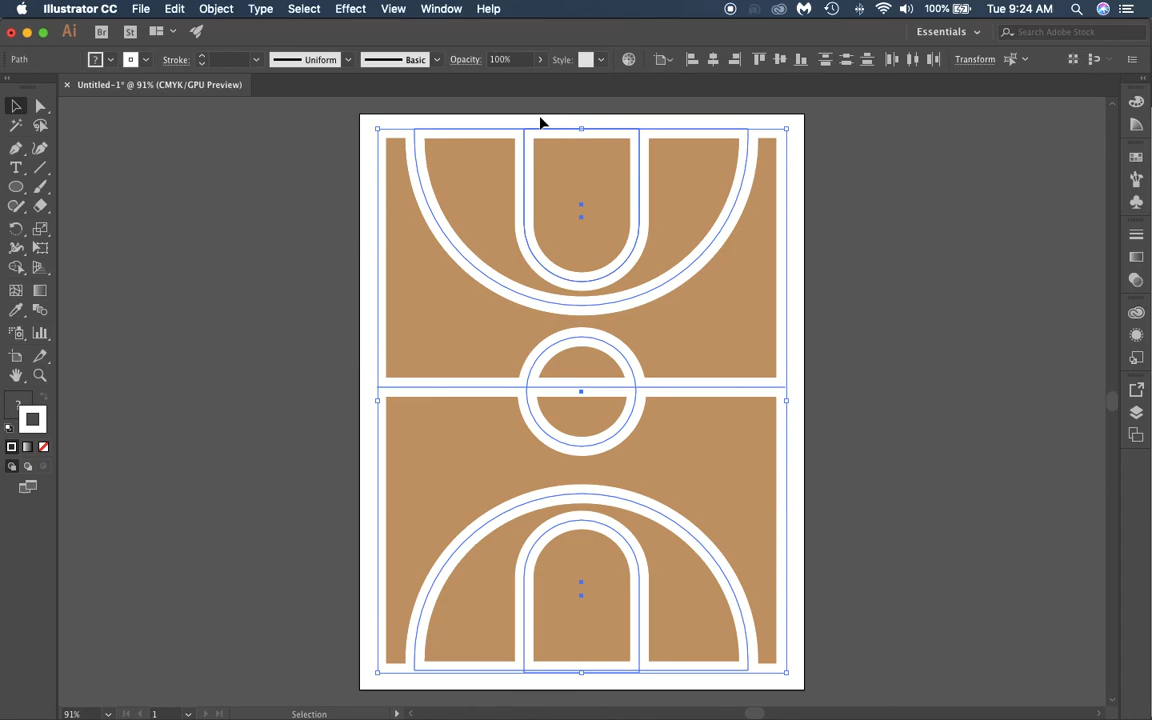 Illustrator CC File Edit Object Type Select Effect View Window Help 100% Tue 9:24 AM
Ai Br St Essentials Search Adobe Stock
Path ? Stroke: Uniform Basic Opacity: 100% Style: Transform
× Untitled-1* @ 91% (CMYK/GPU Preview)
T
?
91% 1 Selection